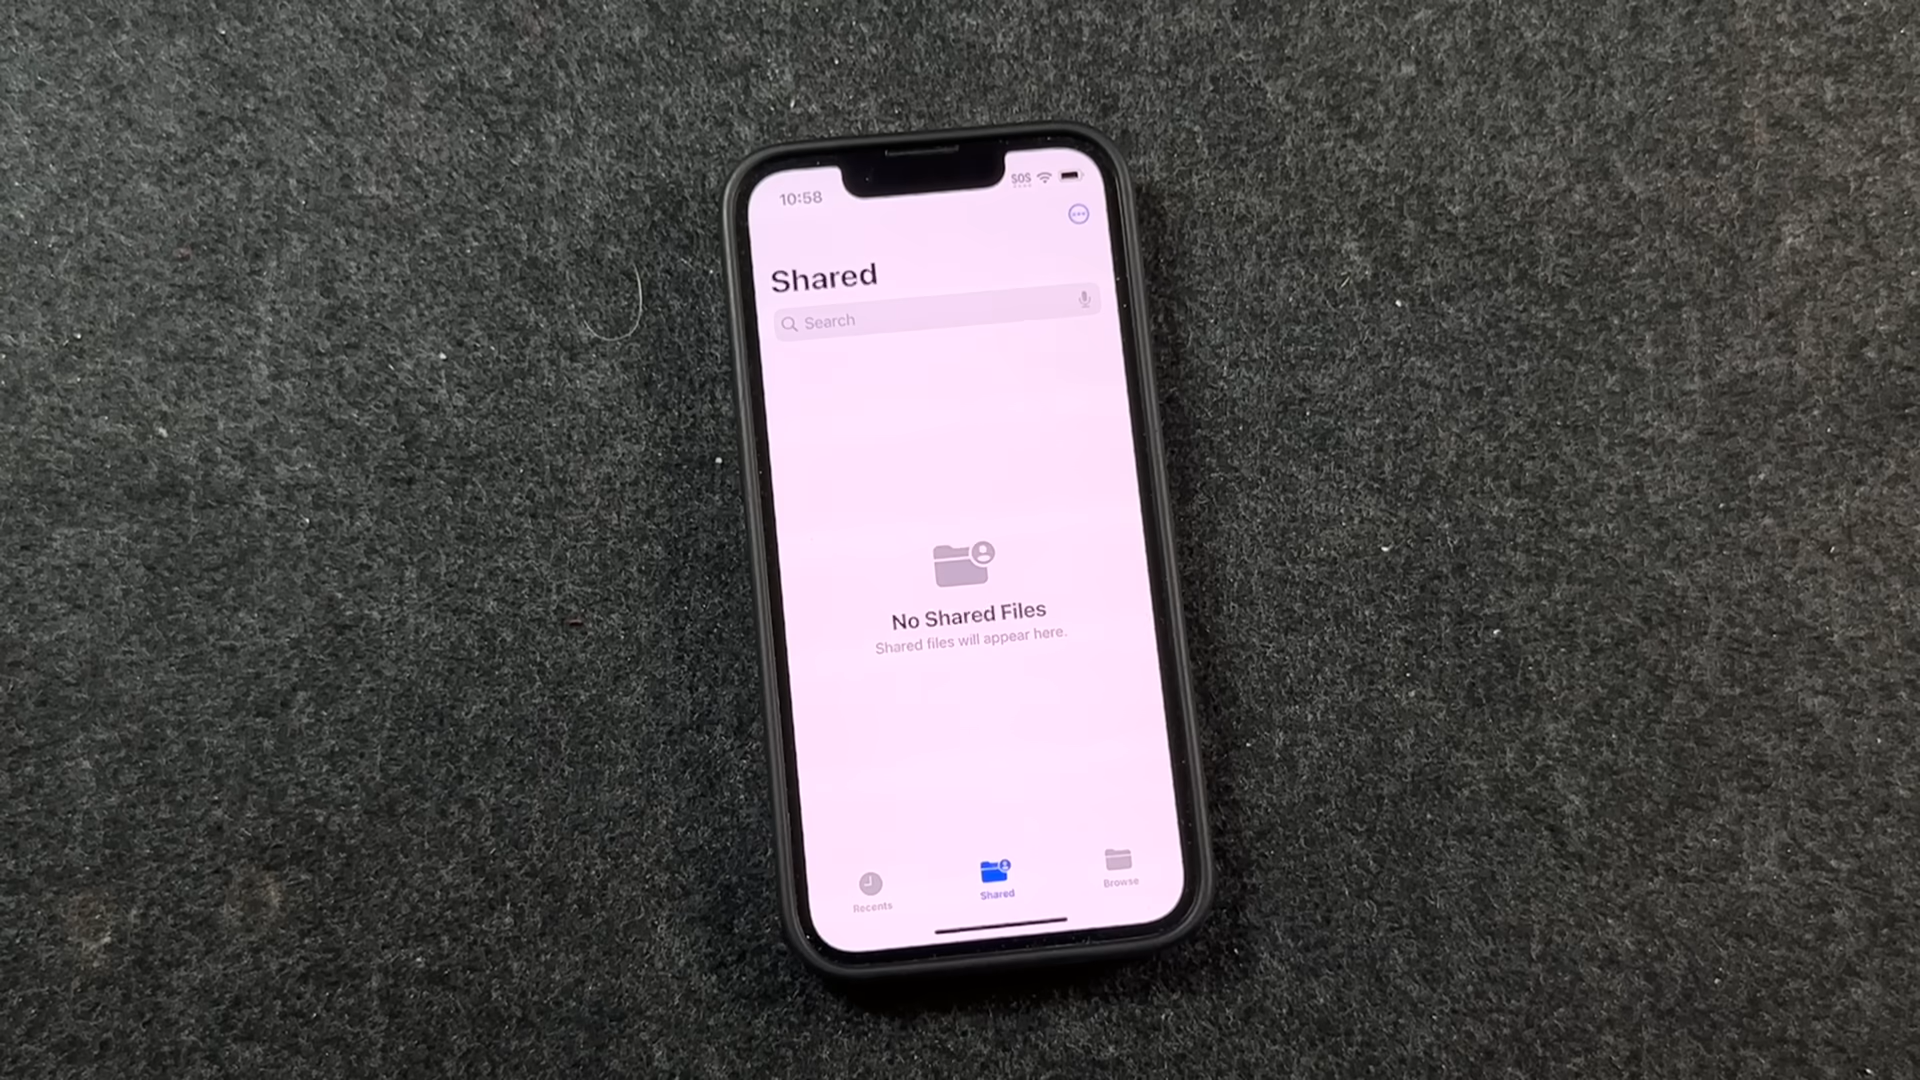 10:58
SOS
Shared
Search
No Shared Files
Shared files will appear here.
Recents
Shared
Browse